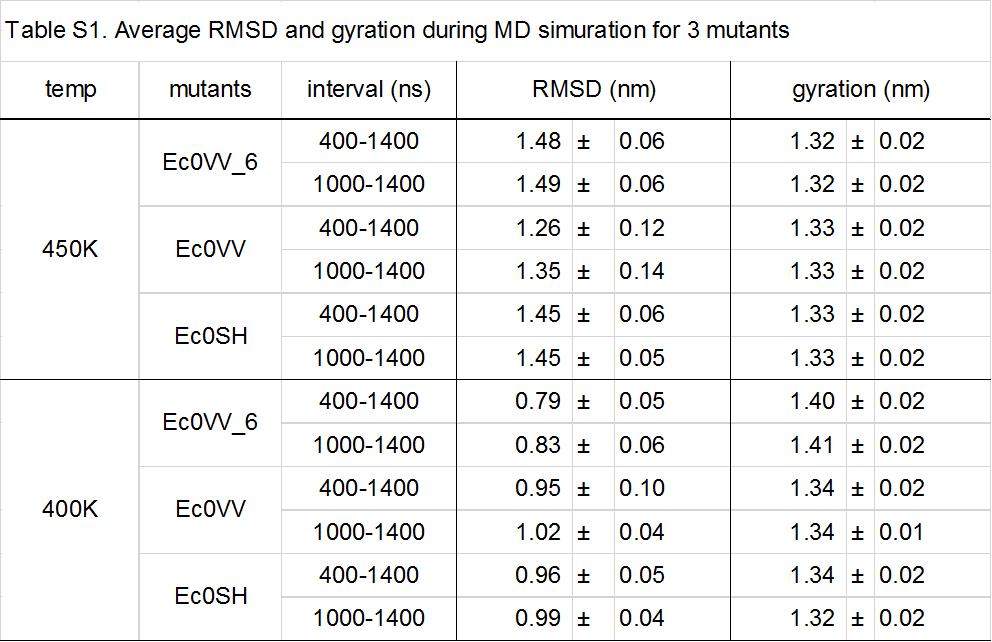 Table S1. Average RMSD and gyration during MD simuration for 3 mutants
temp mutants interval (ns) RMSD (nm) gyration (nm)
450K Ec0VV_6 400-1400 1.48 ± 0.06 1.32 ± 0.02
1000-1400 1.49 ± 0.06 1.32 ± 0.02
Ec0VV 400-1400 1.26 ± 0.12 1.33 ± 0.02
1000-1400 1.35 ± 0.14 1.33 ± 0.02
Ec0SH 400-1400 1.45 ± 0.06 1.33 ± 0.02
1000-1400 1.45 ± 0.05 1.33 ± 0.02
400K Ec0VV_6 400-1400 0.79 ± 0.05 1.40 ± 0.02
1000-1400 0.83 ± 0.06 1.41 ± 0.02
Ec0VV 400-1400 0.95 ± 0.10 1.34 ± 0.02
1000-1400 1.02 ± 0.04 1.34 ± 0.01
Ec0SH 400-1400 0.96 ± 0.05 1.34 ± 0.02
1000-1400 0.99 ± 0.04 1.32 ± 0.02